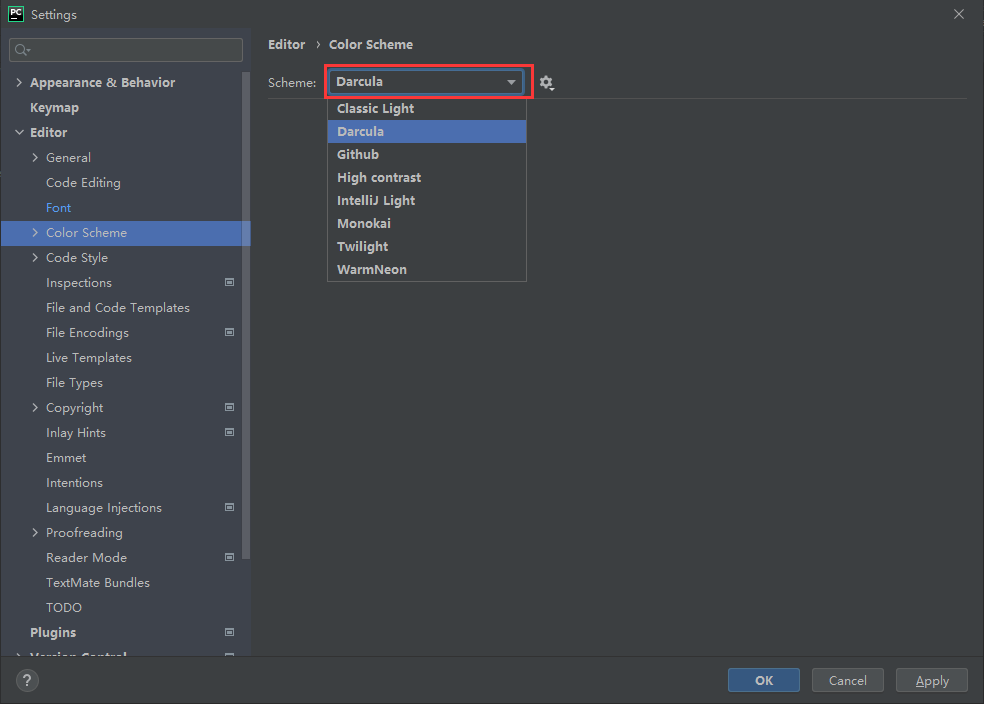 PC Settings
Editor › Color Scheme
Scheme: Darcula
Classic Light
Darcula
Github
High contrast
IntelliJ Light
Monokai
Twilight
WarmNeon
Appearance & Behavior
Keymap
Editor
General
Code Editing
Font
Color Scheme
Code Style
Inspections
File and Code Templates
File Encodings
Live Templates
File Types
Copyright
Inlay Hints
Emmet
Intentions
Language Injections
Proofreading
Reader Mode
TextMate Bundles
TODO
Plugins
Version Control
? OK Cancel Apply